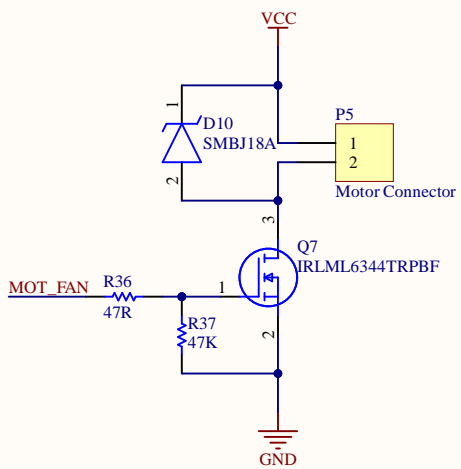 VCC
1
D10
SMBJ18A
2
P5
1
2
Motor Connector
3
Q7
IRLML6344TRPBF
MOT_FAN
R36
47R
1
R37
47K
2
GND